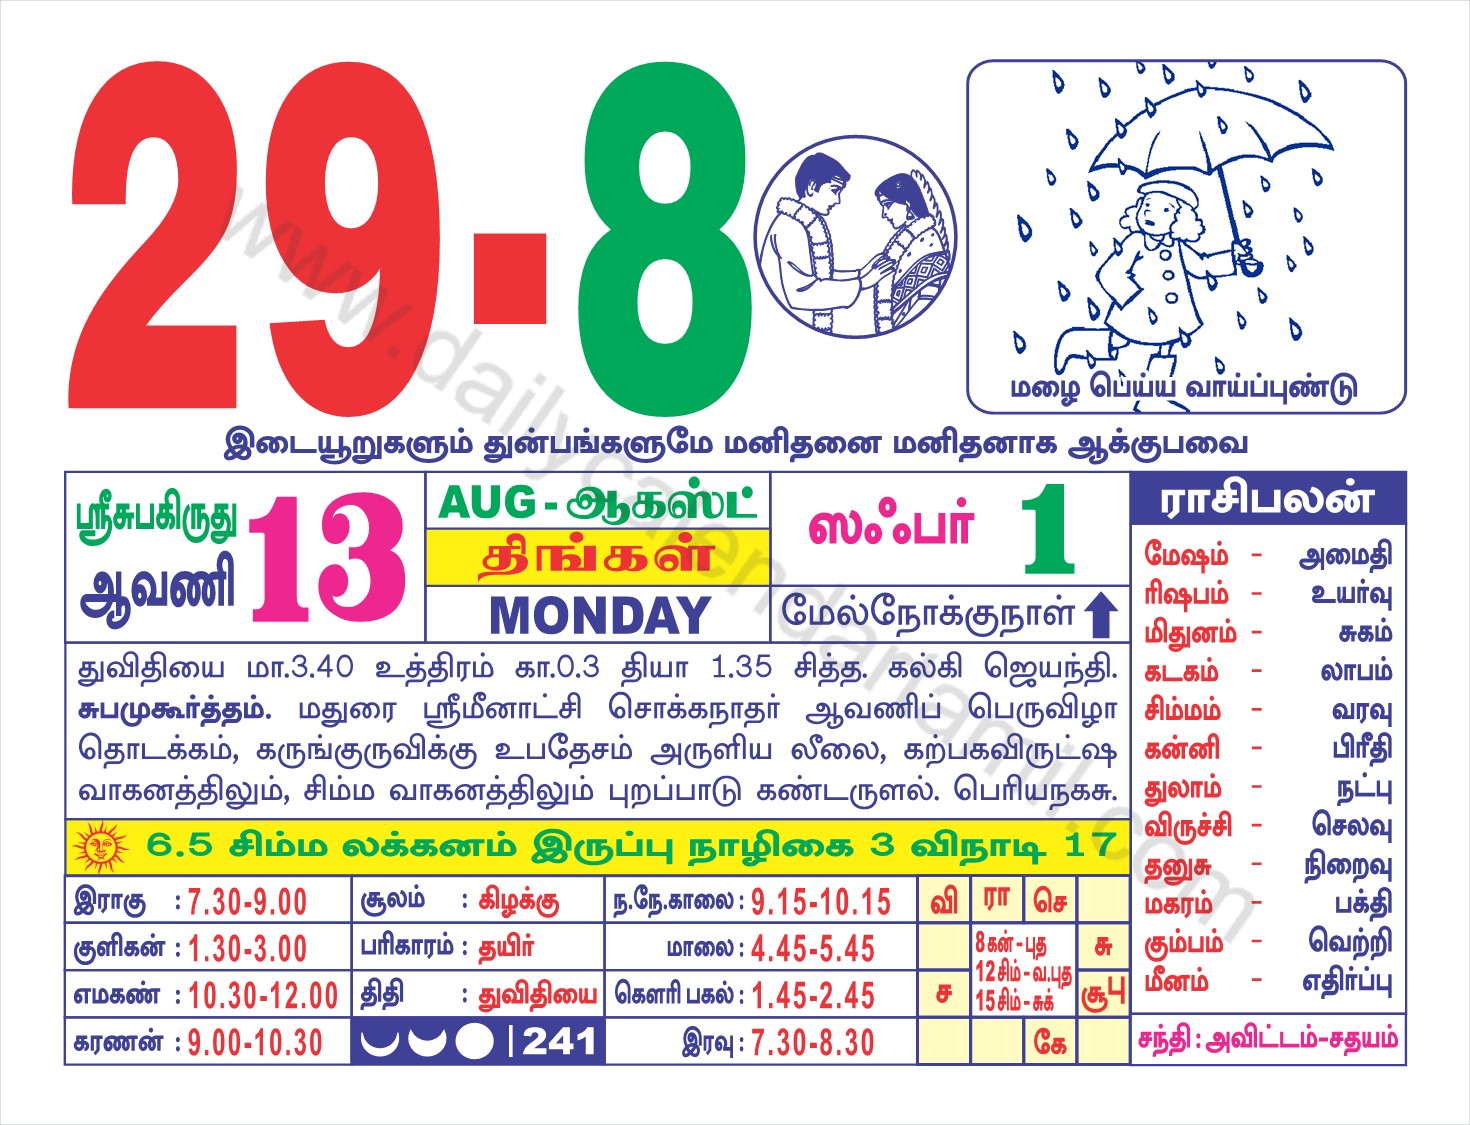 29-8
மழை பெய்ய வாய்ப்புண்டு
இடையூறுகளும் துன்பங்களுமே மனிதனை மனிதனாக ஆக்குபவை
ஸ்ரீசுபகிருது
ஆவணி 13
AUG - ஆகஸ்ட்
திங்கள்
MONDAY
ஸஃபர் 1
மேல்நோக்குநாள்
துவிதியை மா.3.40 உத்திரம் கா.0.3 தியா 1.35 சித்த. கல்கி ஜெயந்தி.
சுபமுகூர்த்தம். மதுரை ஸ்ரீமீனாட்சி சொக்கநாதர் ஆவணிப் பெருவிழா
தொடக்கம், கருங்குருவிக்கு உபதேசம் அருளிய லீலை, கற்பகவிருட்ஷ
வாகனத்திலும், சிம்ம வாகனத்திலும் புறப்பாடு கண்டருளல். பெரியநகசு.
6.5 சிம்ம லக்கனம் இருப்பு நாழிகை 3 விநாடி 17
இராகு : 7.30-9.00
குளிகன் : 1.30-3.00
எமகண் : 10.30-12.00
கரணன் : 9.00-10.30
சூலம் : கிழக்கு
பரிகாரம் : தயிர்
திதி : துவிதியை
241
ந.நே.காலை : 9.15-10.15
மாலை : 4.45-5.45
கௌரி பகல் : 1.45-2.45
இரவு : 7.30-8.30
வி ரா செ
8கன்-புத சு
12சிம்-வ.புத
ச 15சிம்-சுக் சூபு
கே
ராசிபலன்
மேஷம் - அமைதி
ரிஷபம் - உயர்வு
மிதுனம் - சுகம்
கடகம் - லாபம்
சிம்மம் - வரவு
கன்னி - பிரீதி
துலாம் - நட்பு
விருச்சி - செலவு
தனுசு - நிறைவு
மகரம் - பக்தி
கும்பம் - வெற்றி
மீனம் - எதிர்ப்பு
சந்தி : அவிட்டம்-சதயம்
www.dailycalendartamil.com